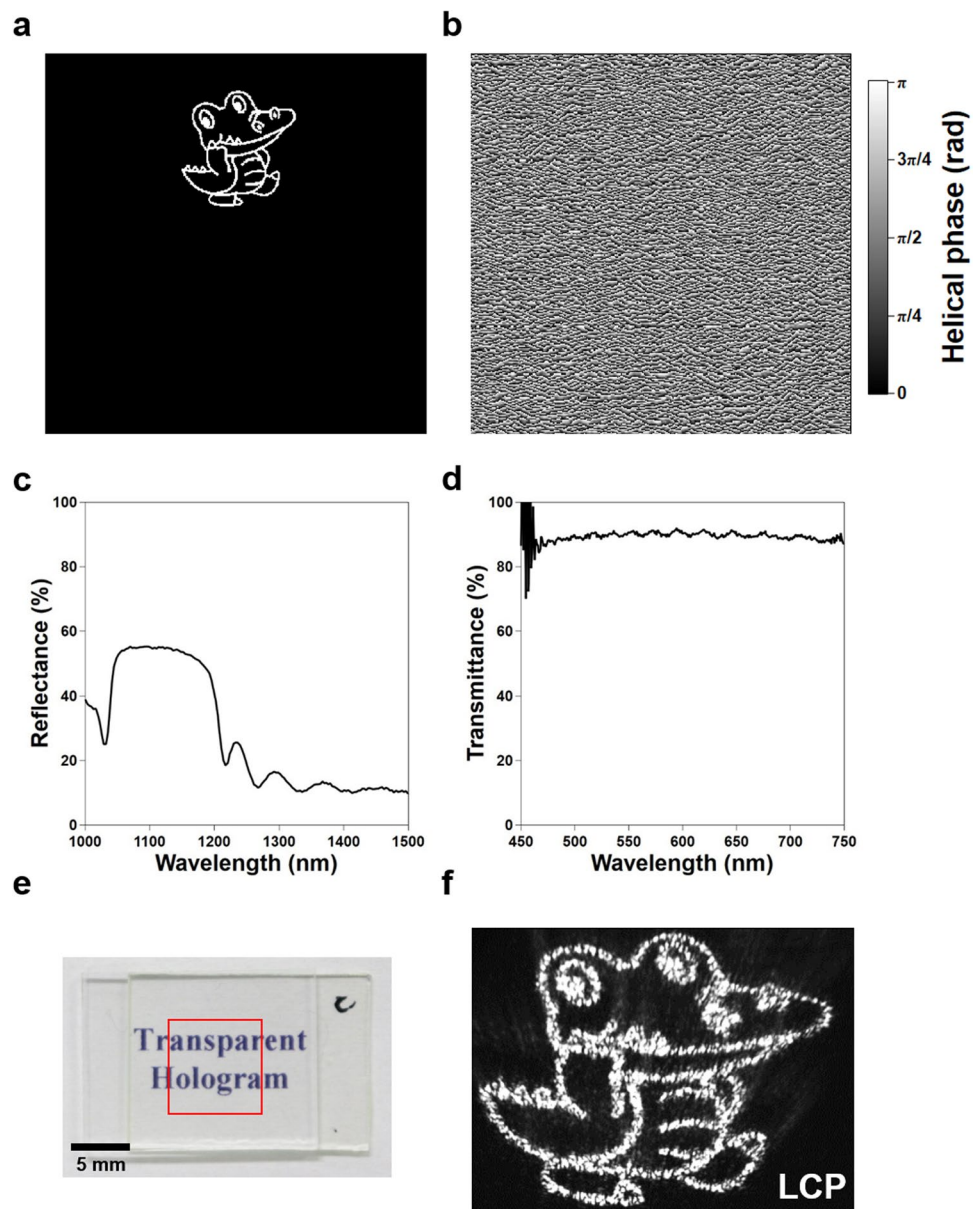 a
b
π
3π/4
π/2
π/4
0
Helical phase (rad)
c
100
80
60
40
20
0
Reflectance (%)
1000
1100
1200
1300
1400
1500
Wavelength (nm)
d
100
80
60
40
20
0
Transmittance (%)
450
500
550
600
650
700
750
Wavelength (nm)
e
Transparent
Hologram
5 mm
f
LCP